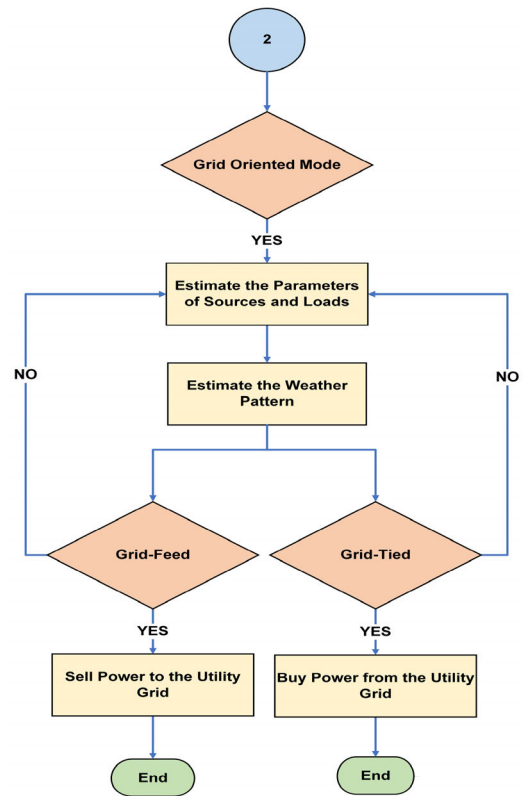 2
Grid Oriented Mode
YES
Estimate the Parameters
of Sources and Loads
NO
NO
Estimate the Weather
Pattern
Grid-Feed
Grid-Tied
YES
YES
Sell Power to the Utility
Grid
Buy Power from the Utility
Grid
End
End